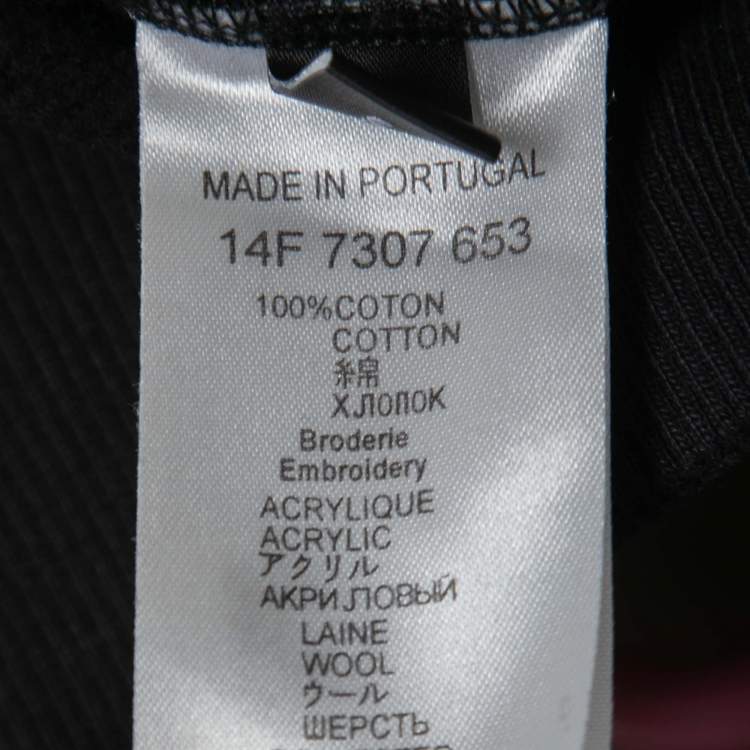 MADE IN PORTUGAL
14F 7307 653
100%COTON
COTTON
綿
ХЛОПОК
Broderie
Embroidery
ACRYLIQUE
ACRYLIC
アクリル
АКРИЛОВЫЙ
LAINE
WOOL
ウール
ШЕРСТЬ